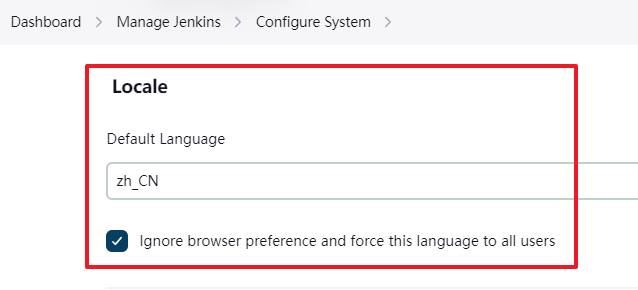 Dashboard > Manage Jenkins > Configure System >
Locale
Default Language
zh_CN
Ignore browser preference and force this language to all users